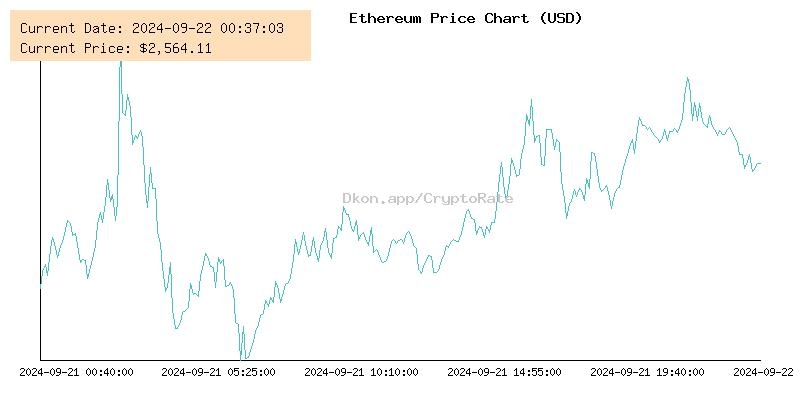 Ethereum Price Chart (USD)
Current Date: 2024-09-22 00:37:03
Current Price: $2,564.11
Dkon.app/CryptoRate
2024-09-21 00:40:00
2024-09-21 05:25:00
2024-09-21 10:10:00
2024-09-21 14:55:00
2024-09-21 19:40:00
2024-09-22